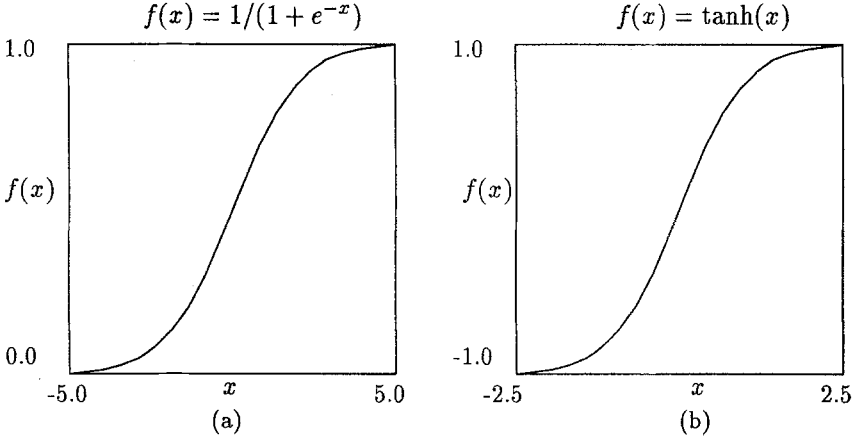 f(x) = 1/(1 + e^{-x})
1.0
f(x)
0.0
-5.0
x
5.0
(a)
f(x) = tanh(x)
1.0
f(x)
-1.0
-2.5
x
2.5
(b)